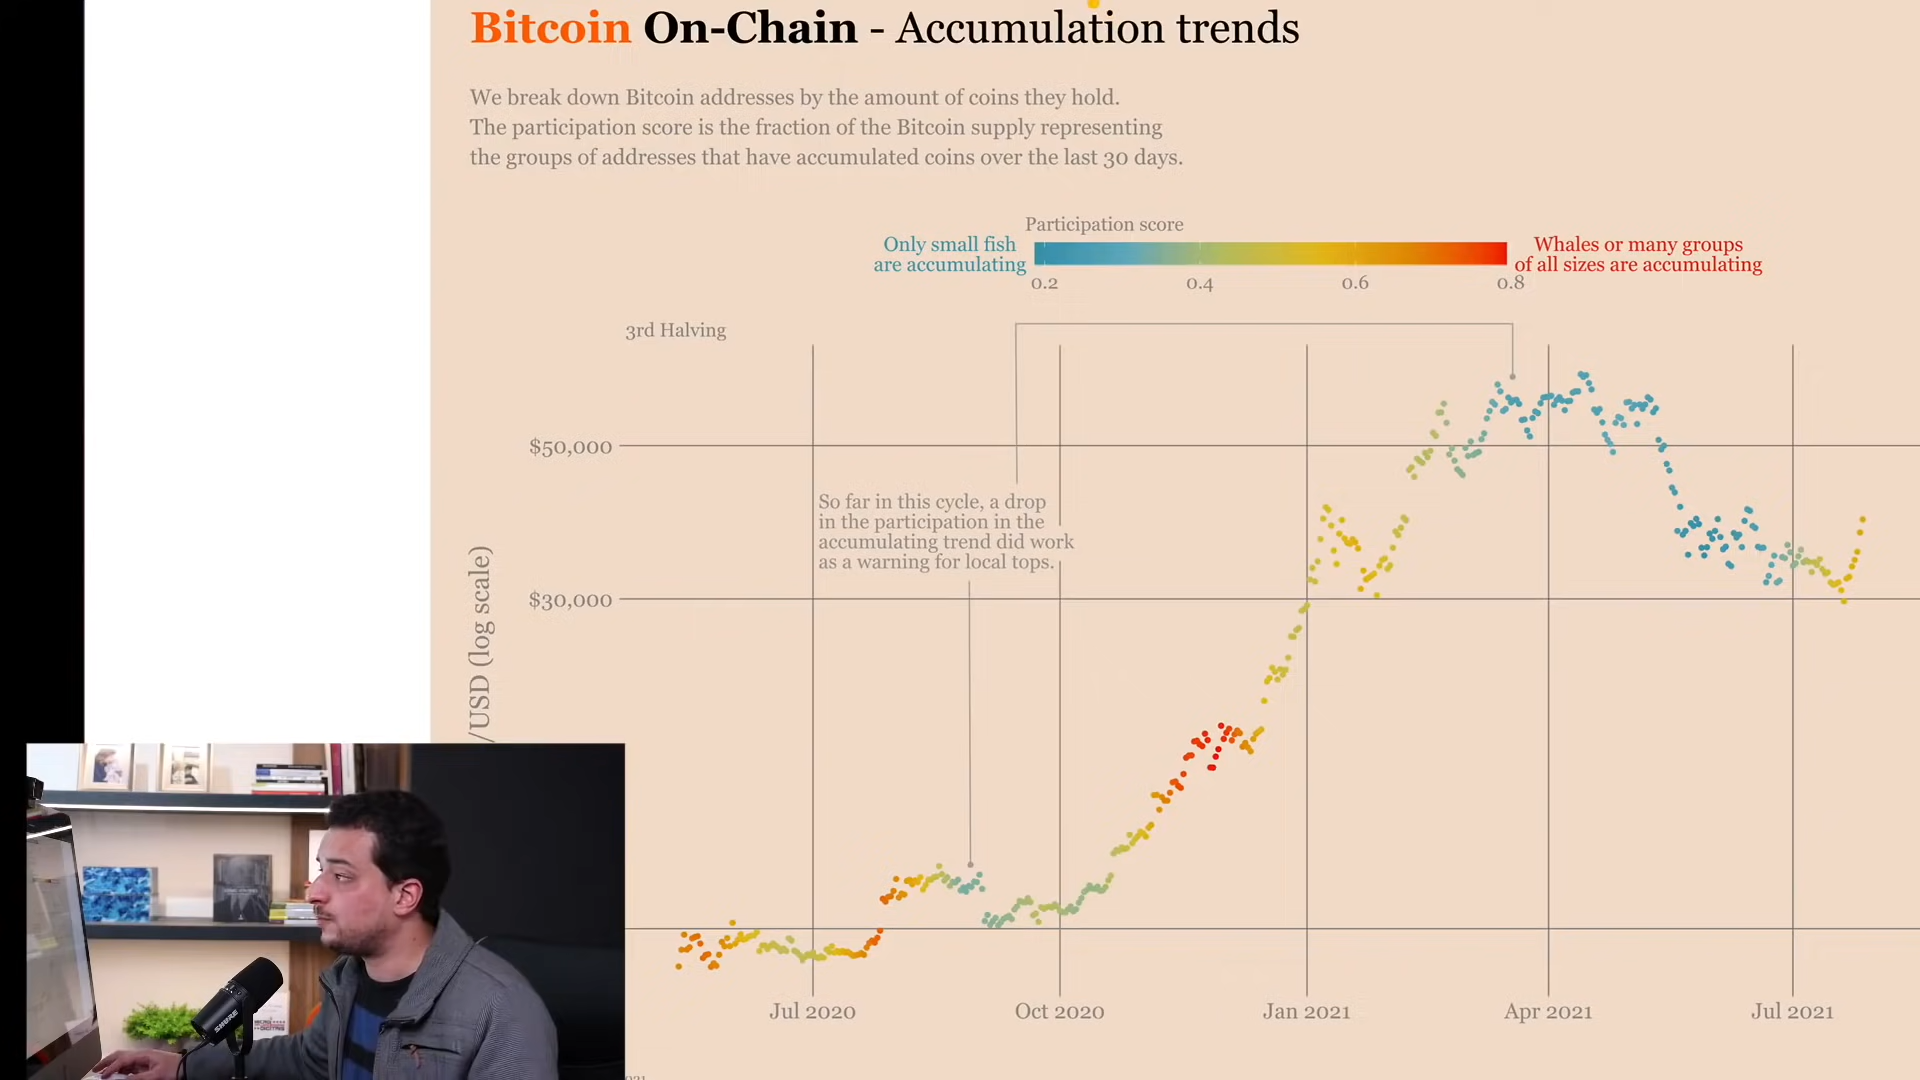 Bitcoin On-Chain - Accumulation trends
We break down Bitcoin addresses by the amount of coins they hold.
The participation score is the fraction of the Bitcoin supply representing
the groups of addresses that have accumulated coins over the last 30 days.
Participation score
Only small fish
are accumulating
Whales or many groups
of all sizes are accumulating
0.2 0.4 0.6 0.8
3rd Halving
$50,000
So far in this cycle, a drop
in the participation in the
accumulating trend did work
as a warning for local tops.
$30,000
/USD (log scale)
Jul 2020 Oct 2020 Jan 2021 Apr 2021 Jul 2021
SHURE